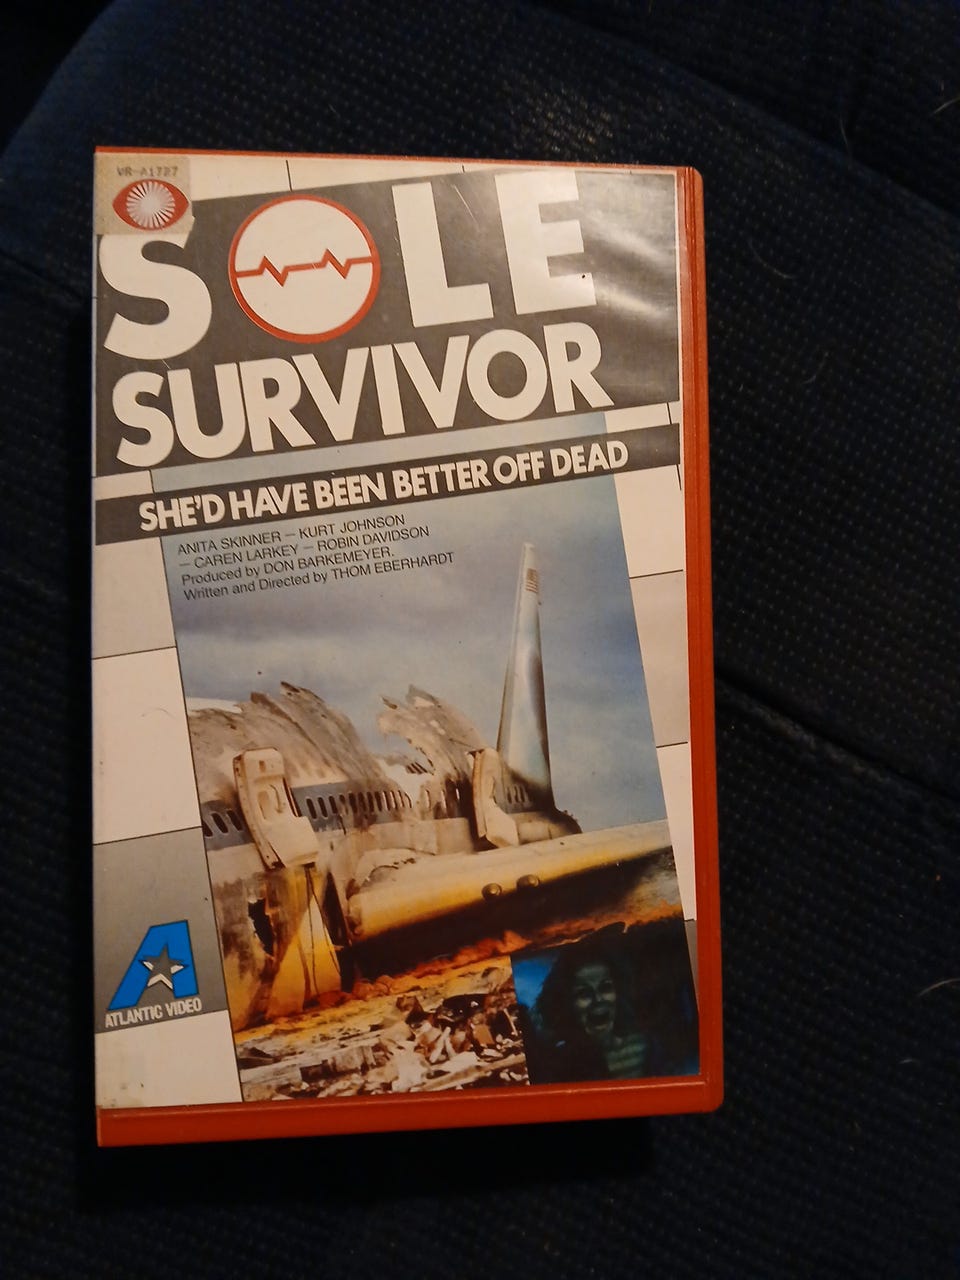 VR-A1727
SOLE
SURVIVOR
SHE'D HAVE BEEN BETTER OFF DEAD
ANITA SKINNER – KURT JOHNSON
– CAREN LARKEY – ROBIN DAVIDSON
Produced by DON BARKEMEYER.
Written and Directed by THOM EBERHARDT
A
ATLANTIC VIDEO